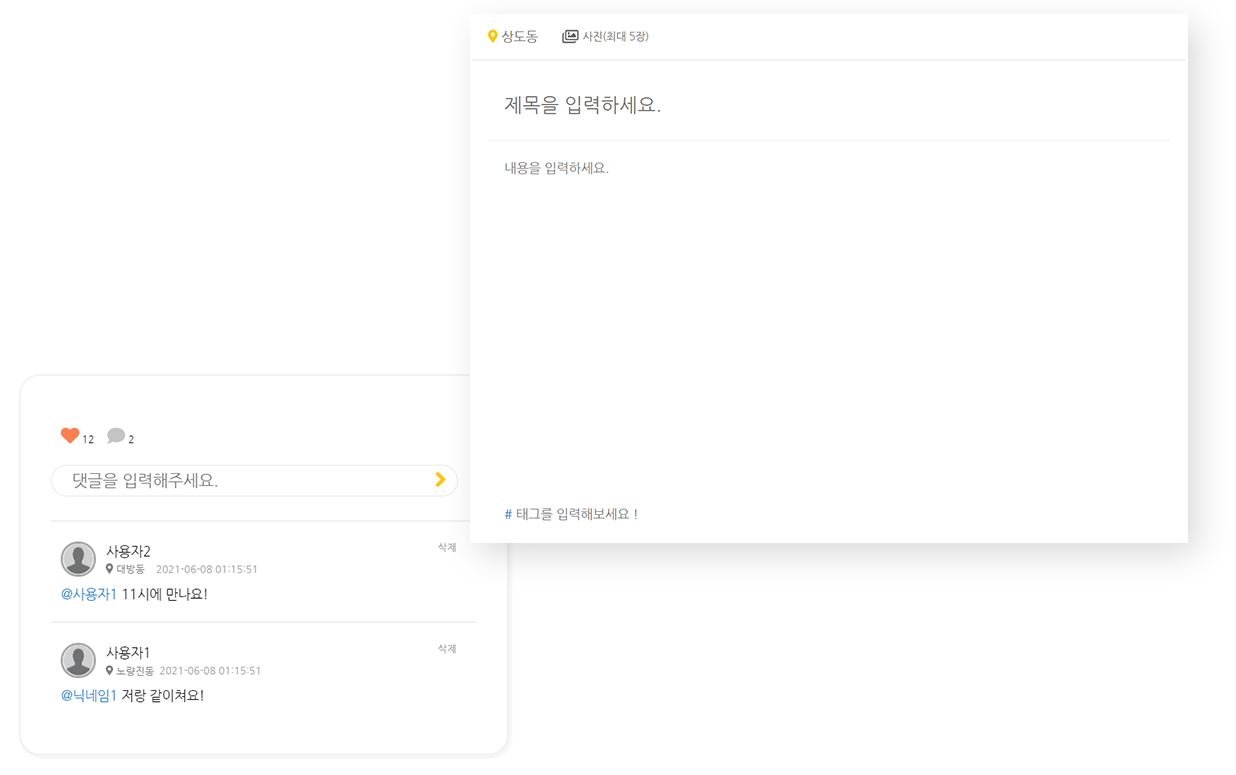 상도동 사진(최대 5장)
제목을 입력하세요.
내용을 입력하세요.
# 태그를 입력해보세요 !
12 2
댓글을 입력해주세요.
사용자2 삭제
대방동 2021-06-08 01:15:51
@사용자1 11시에 만나요!
사용자1 삭제
노량진동 2021-06-08 01:15:51
@닉네임1 저랑 같이쳐요!